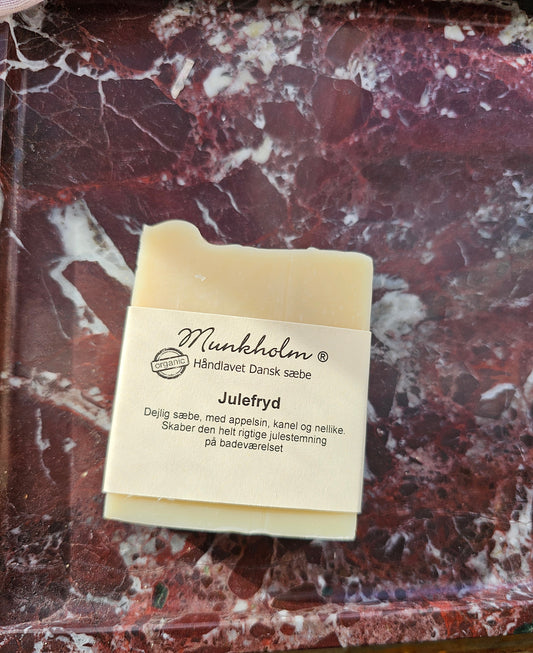 Munkholm ®
organic
Håndlavet Dansk sæbe
Julefryd
Dejlig sæbe, med appelsin, kanel og nellike.
Skaber den helt rigtige julestemning
på badeværelset